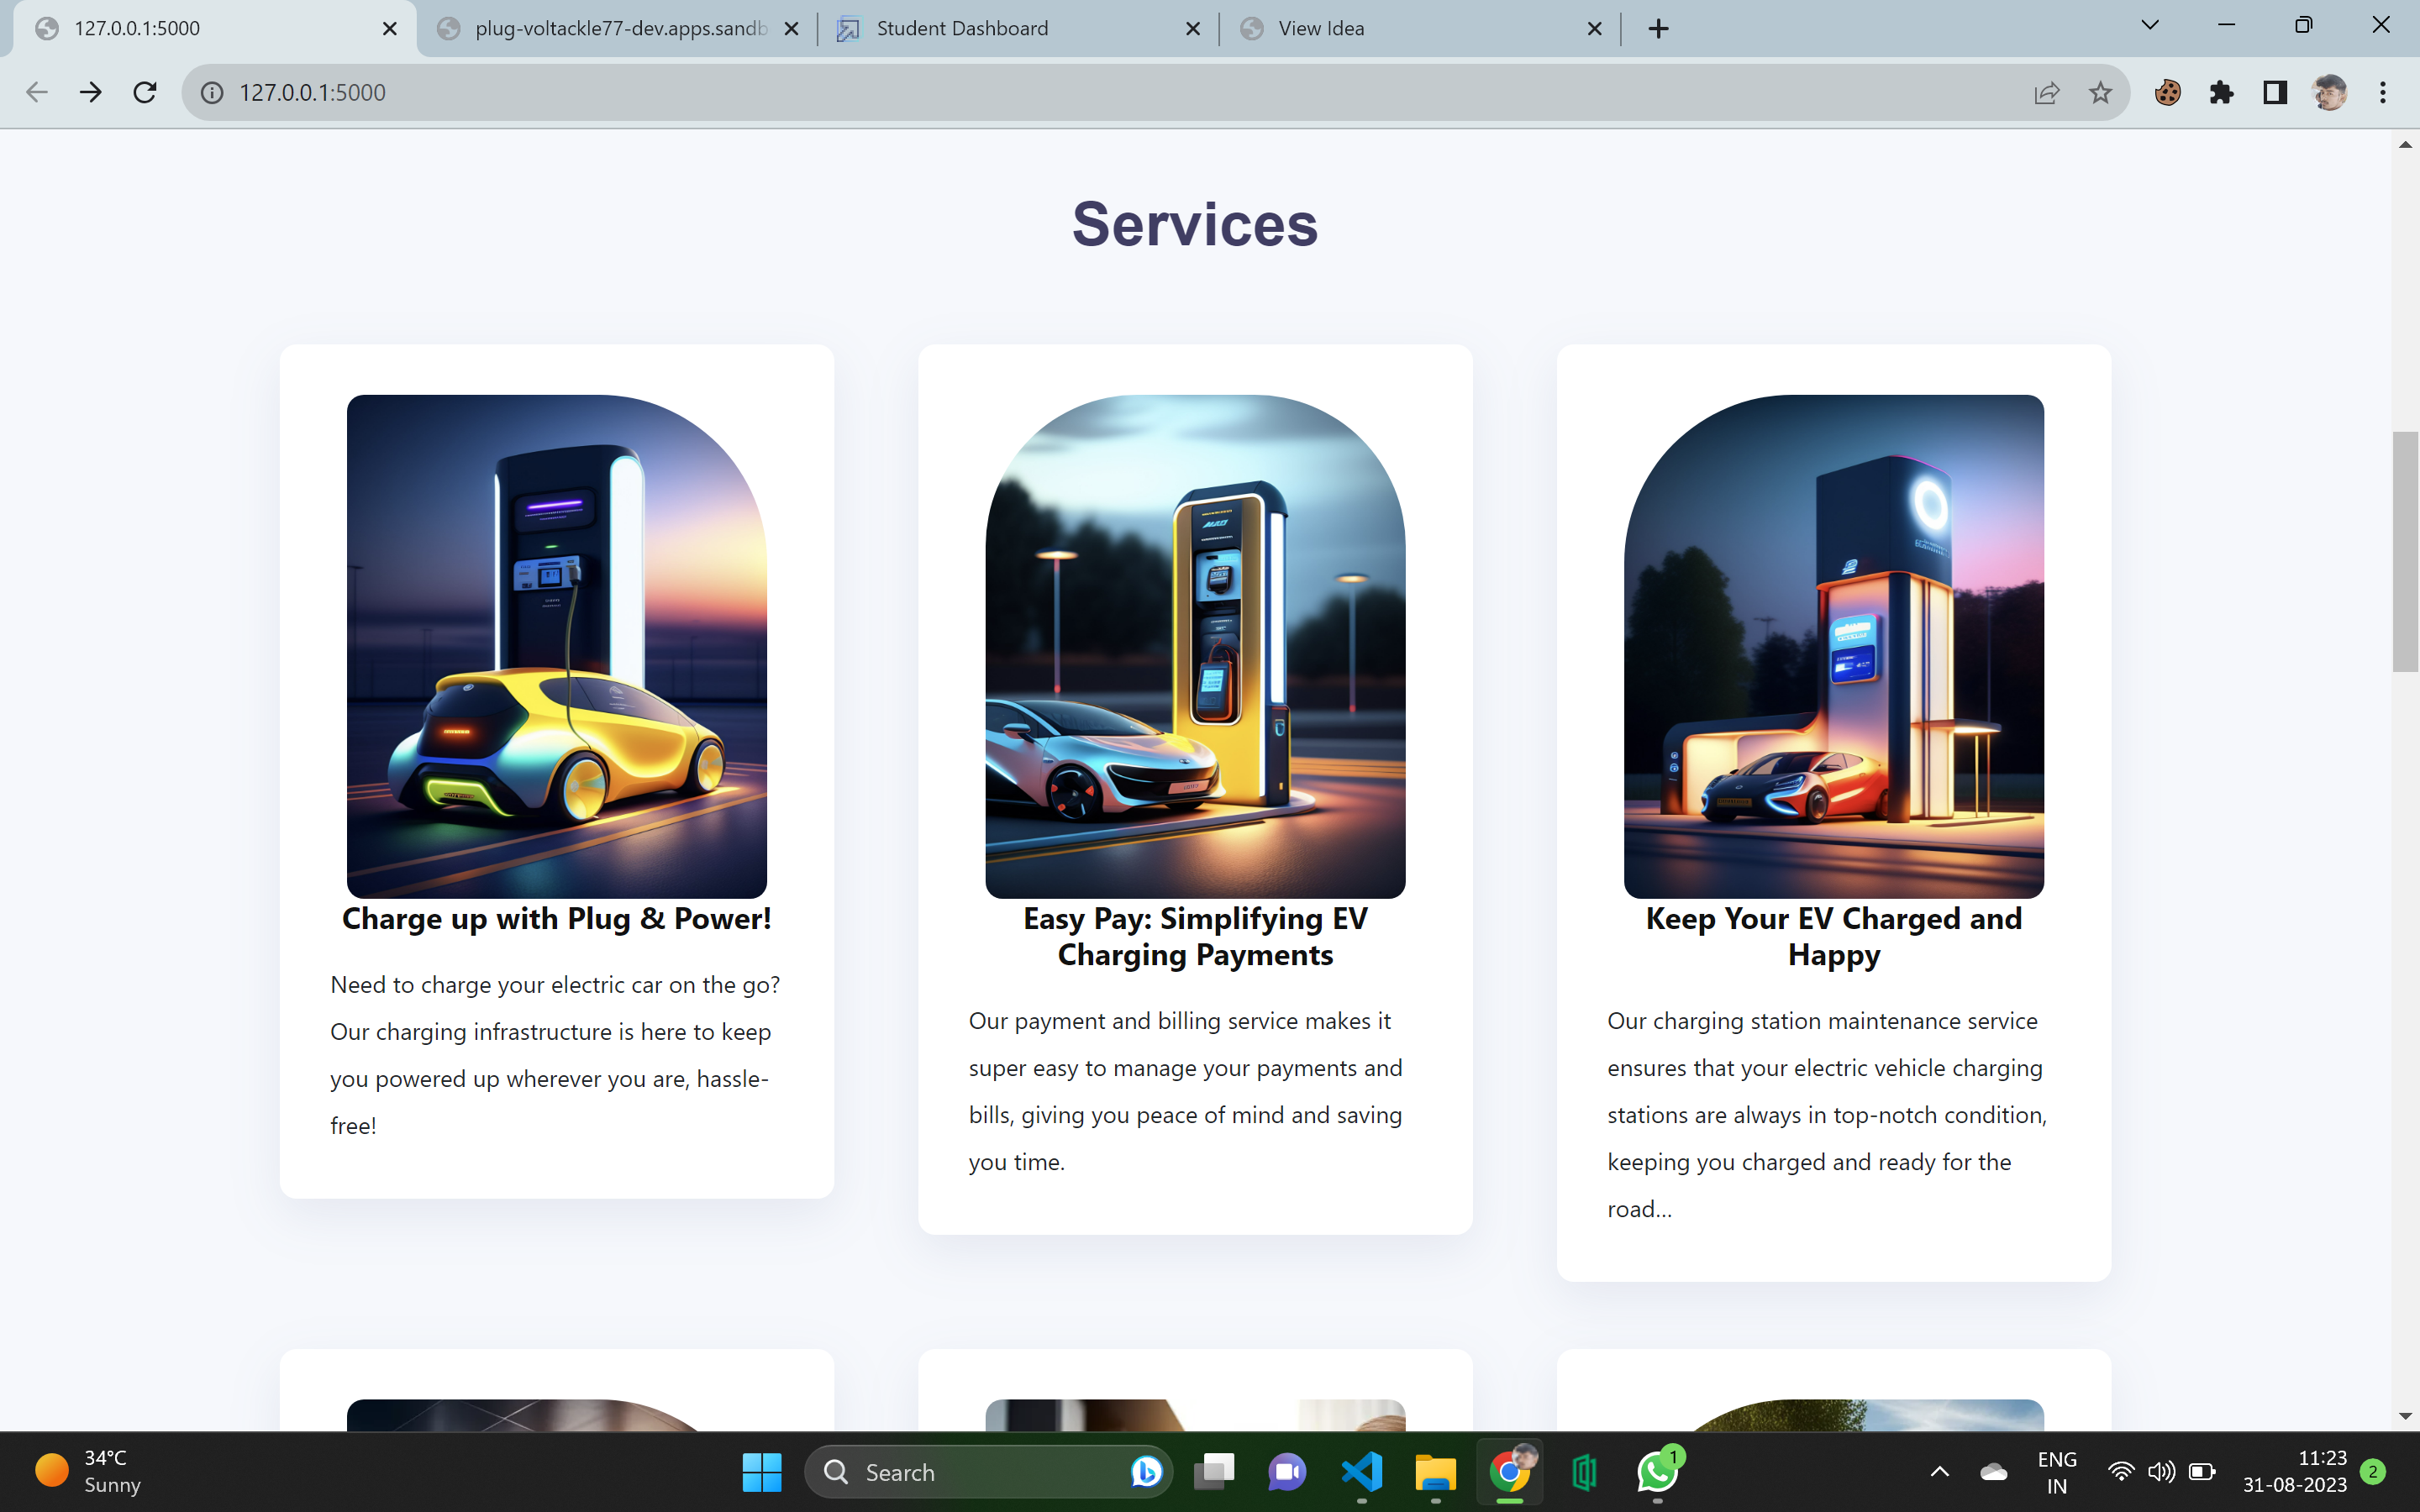 127.0.0.1:5000
plug-voltackle77-dev.apps.sandb
Student Dashboard
View Idea
127.0.0.1:5000
Services
Charge up with Plug & Power!
Need to charge your electric car on the go?
Our charging infrastructure is here to keep
you powered up wherever you are, hassle-
free!
MAD
Easy Pay: Simplifying EV
Charging Payments
Our payment and billing service makes it
super easy to manage your payments and
bills, giving you peace of mind and saving
you time.
Keep Your EV Charged and
Happy
Our charging station maintenance service
ensures that your electric vehicle charging
stations are always in top-notch condition,
keeping you charged and ready for the
road...
34°C
Sunny
Search
1
ENG
IN
11:23
31-08-2023
2